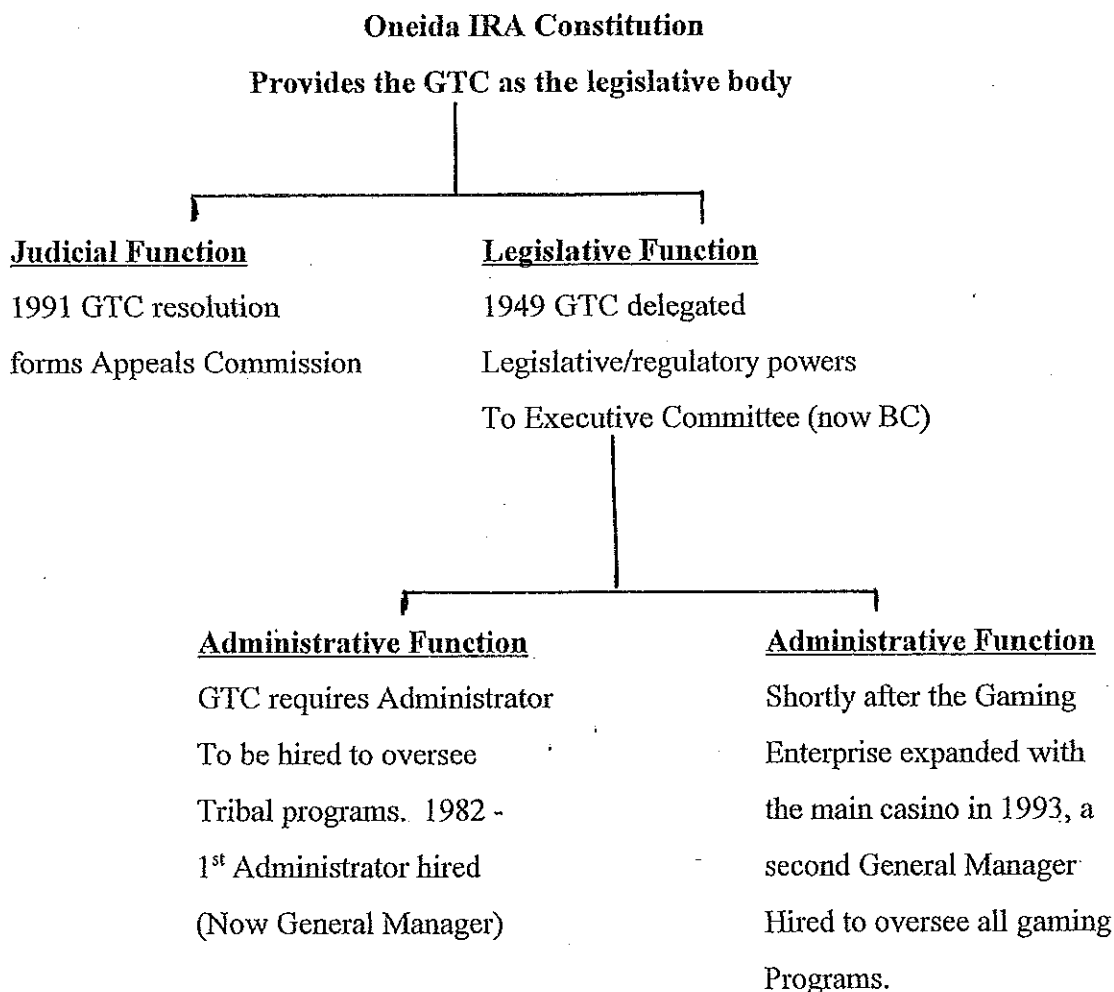 Oneida IRA Constitution
Provides the GTC as the legislative body
Judicial Function
1991 GTC resolution
forms Appeals Commission
Legislative Function
1949 GTC delegated
Legislative/regulatory powers
To Executive Committee (now BC)
Administrative Function
GTC requires Administrator
To be hired to oversee
Tribal programs. 1982 -
1st Administrator hired
(Now General Manager)
Administrative Function
Shortly after the Gaming
Enterprise expanded with
the main casino in 1993, a
second General Manager
Hired to oversee all gaming
Programs.